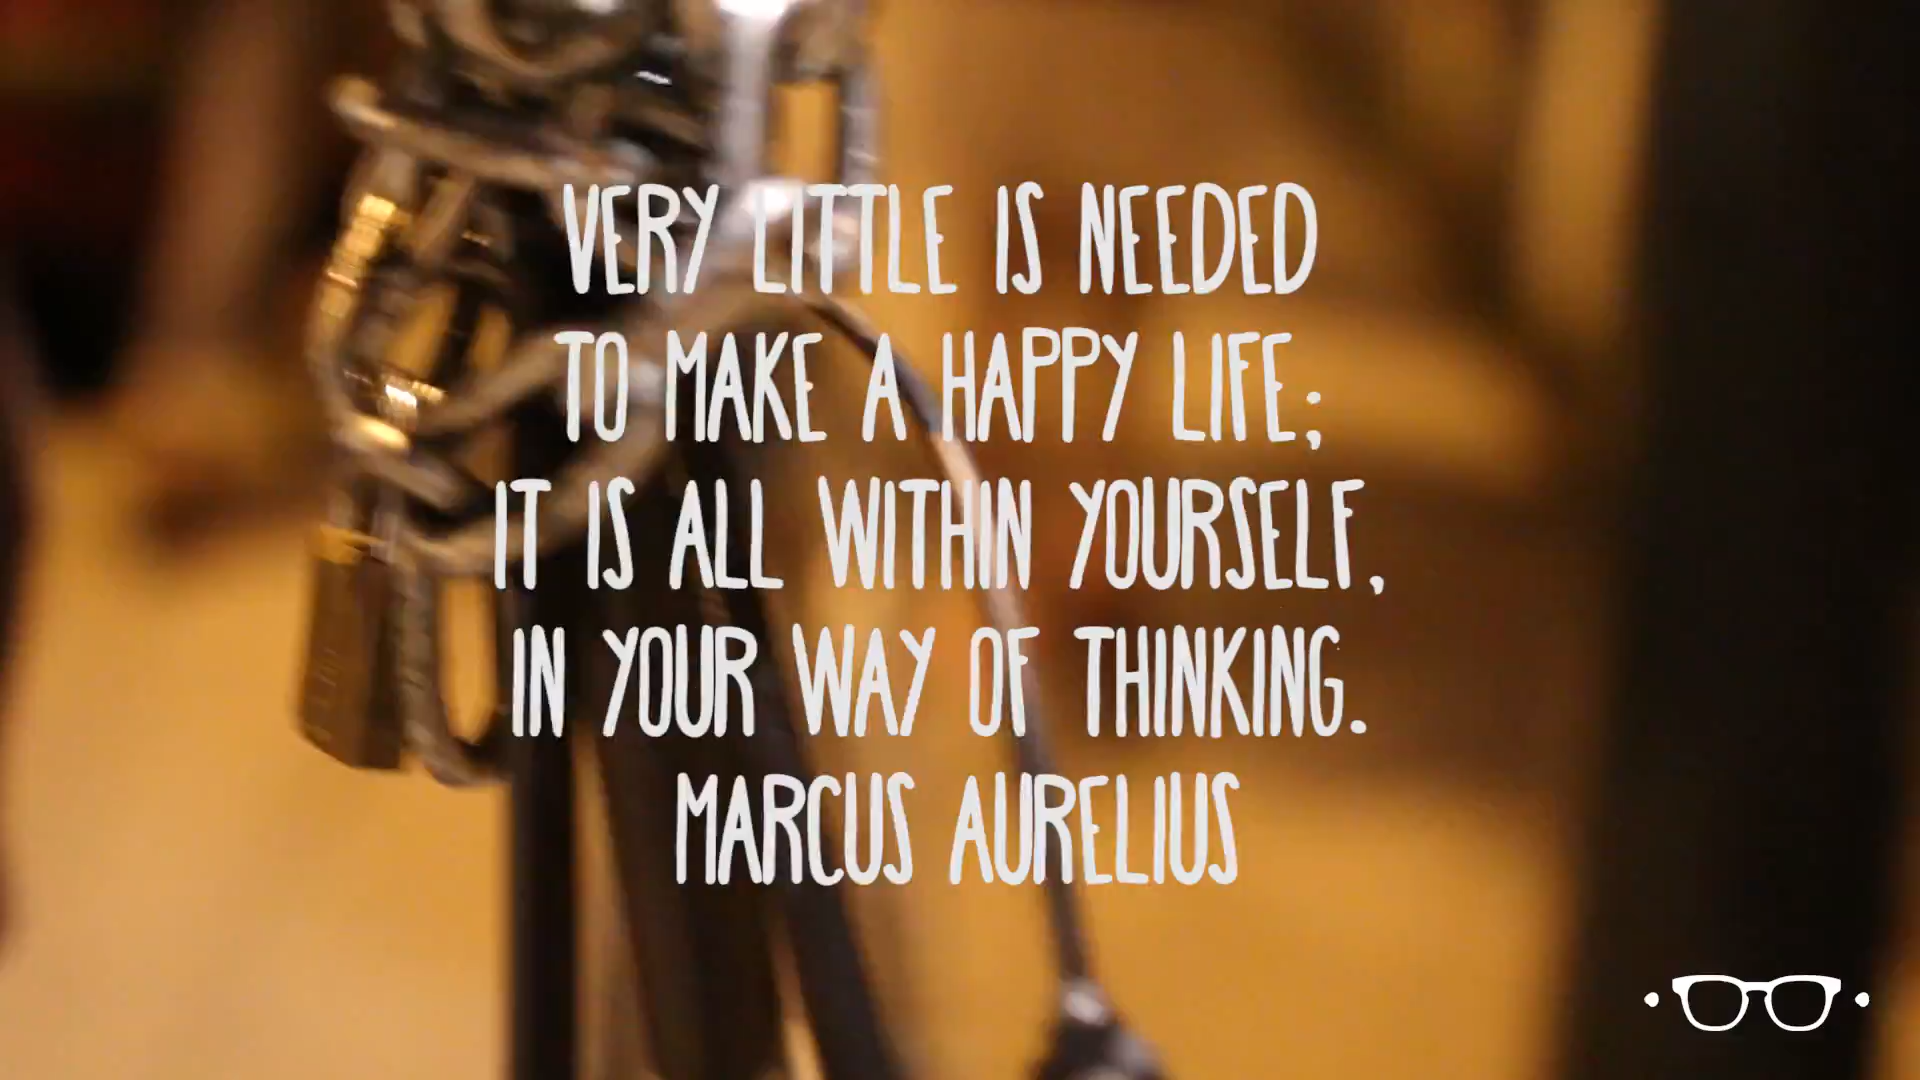 VERY LITTLE IS NEEDED
TO MAKE A HAPPY LIFE;
IT IS ALL WITHIN YOURSELF,
IN YOUR WAY OF THINKING.
MARCUS AURELIUS